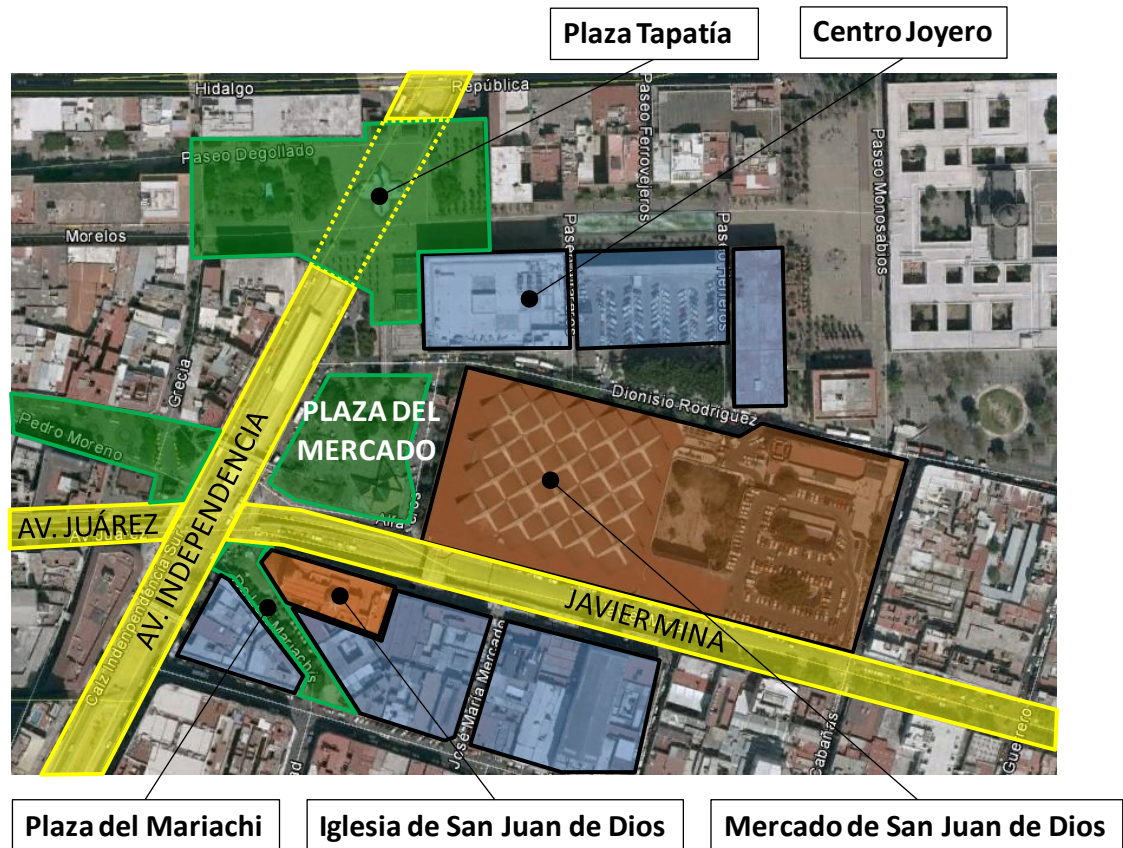 Plaza Tapatía
Centro Joyero
Hidalgo
República
Paseo Degollado
Paseo Ferrovejeros
Paseo Monosabios
Morelos
Grecia
Dionisio Rodríguez
PLAZA DEL
MERCADO
Pedro Moreno
AV. INDEPENDENCIA
AV. JUÁREZ
Av Juárez
JAVIER MINA
Calz Independencia Sur
Mariachis
José María Mercado
Cabañas
Guerrero
Plaza del Mariachi
Iglesia de San Juan de Dios
Mercado de San Juan de Dios